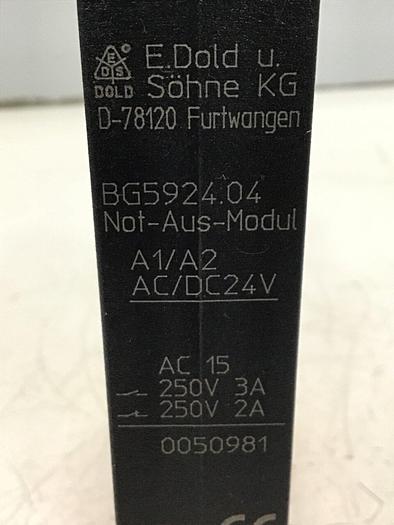 E D S
DOLD
E.Dold u.
Söhne KG
D-78120 Furtwangen
BG5924.04
Not-Aus-Modul
A1/A2
AC/DC24V
AC 15
250V 3A
250V 2A
0050981
CE